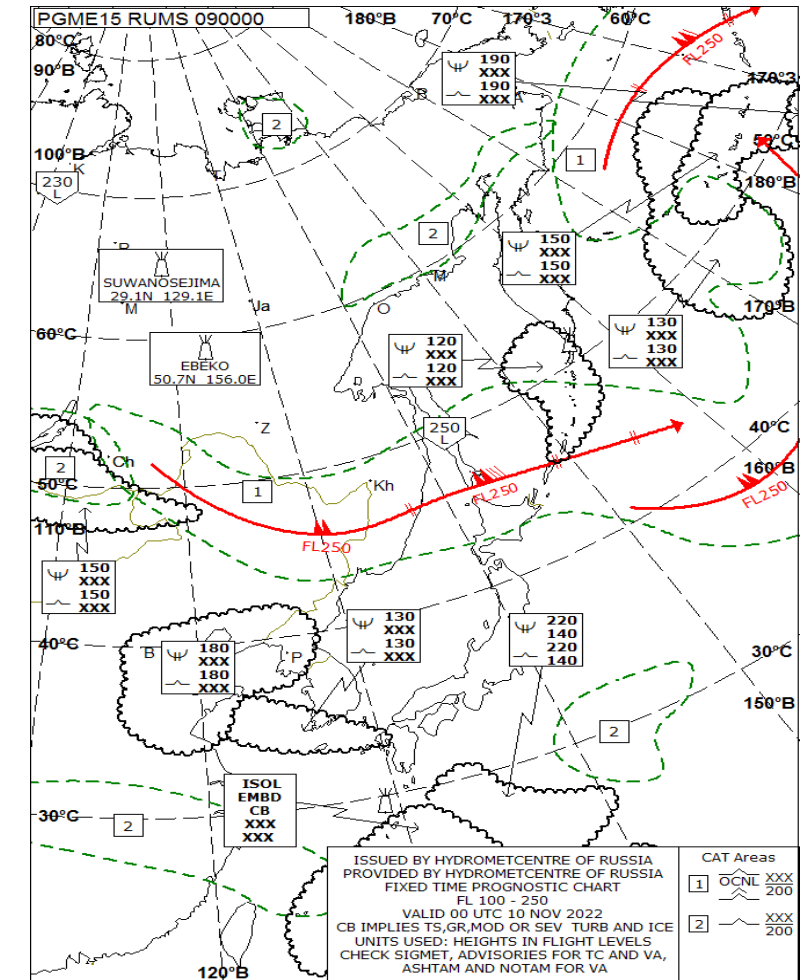 PGME15 RUMS 090000
180°В
70°С
170°З
60°С
80°С
90°В
100°В
K
230
L
2
190
XXX
190
XXX
А
В
FL250
170°З
50°С
180°В
1
2
150
XXX
150
XXX
SUWANOSEJIMA
29.1N 129.1E
M
Ja
M
O
EBEKO
50.7N 156.0E
60°С
120
XXX
120
XXX
130
XXX
130
XXX
170°В
Z
250
L
40°С
160°В
Ch
2
50°С
1
Kh
FL250
FL250
FL250
110°В
150
XXX
150
XXX
40°С
B
180
XXX
180
XXX
P
130
XXX
130
XXX
220
140
220
140
30°С
150°В
2
ISOL
EMBD
CB
XXX
XXX
30°С
2
120°В
ISSUED BY HYDROMETCENTRE OF RUSSIA
PROVIDED BY HYDROMETCENTRE OF RUSSIA
FIXED TIME PROGNOSTIC CHART
FL 100 - 250
VALID 00 UTC 10 NOV 2022
CB IMPLIES TS,GR,MOD OR SEV TURB AND ICE
UNITS USED: HEIGHTS IN FLIGHT LEVELS
CHECK SIGMET, ADVISORIES FOR TC AND VA,
ASHTAM AND NOTAM FOR VA
CAT Areas
1
OCNL
XXX
200
2
XXX
200